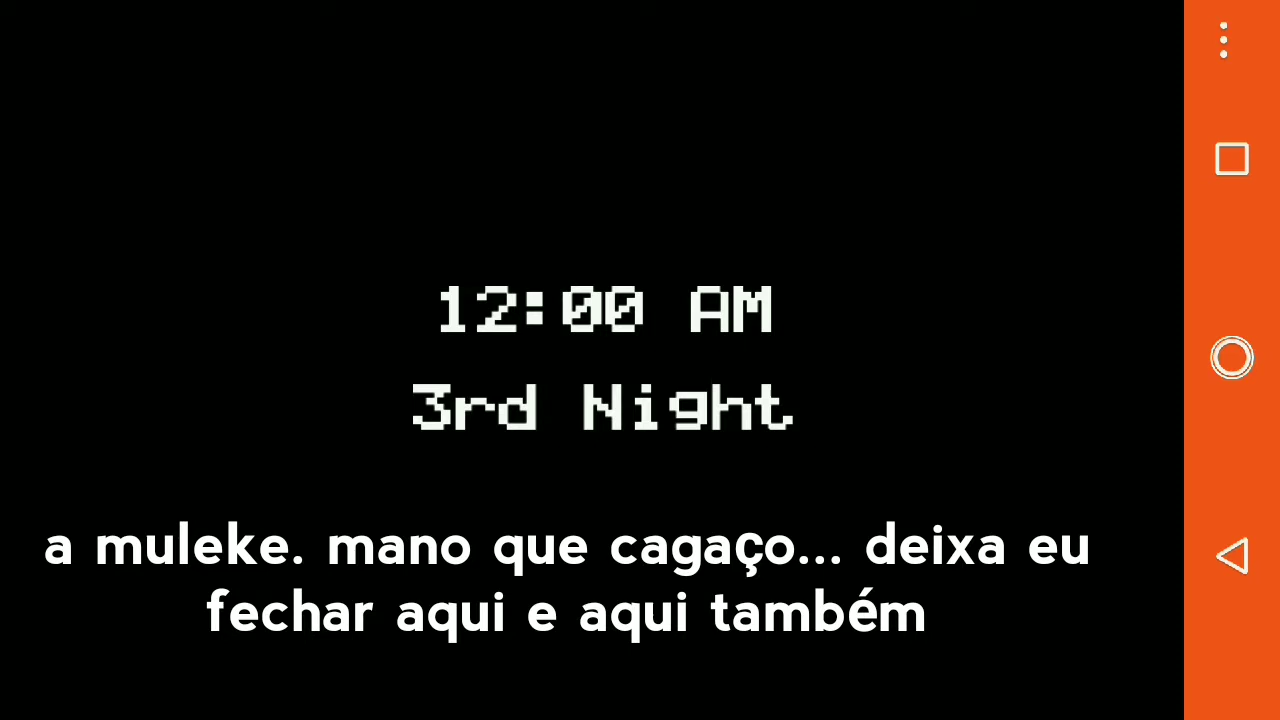 12:00 AM
3rd Night
a muleke. mano que cagaço... deixa eu
fechar aqui e aqui também